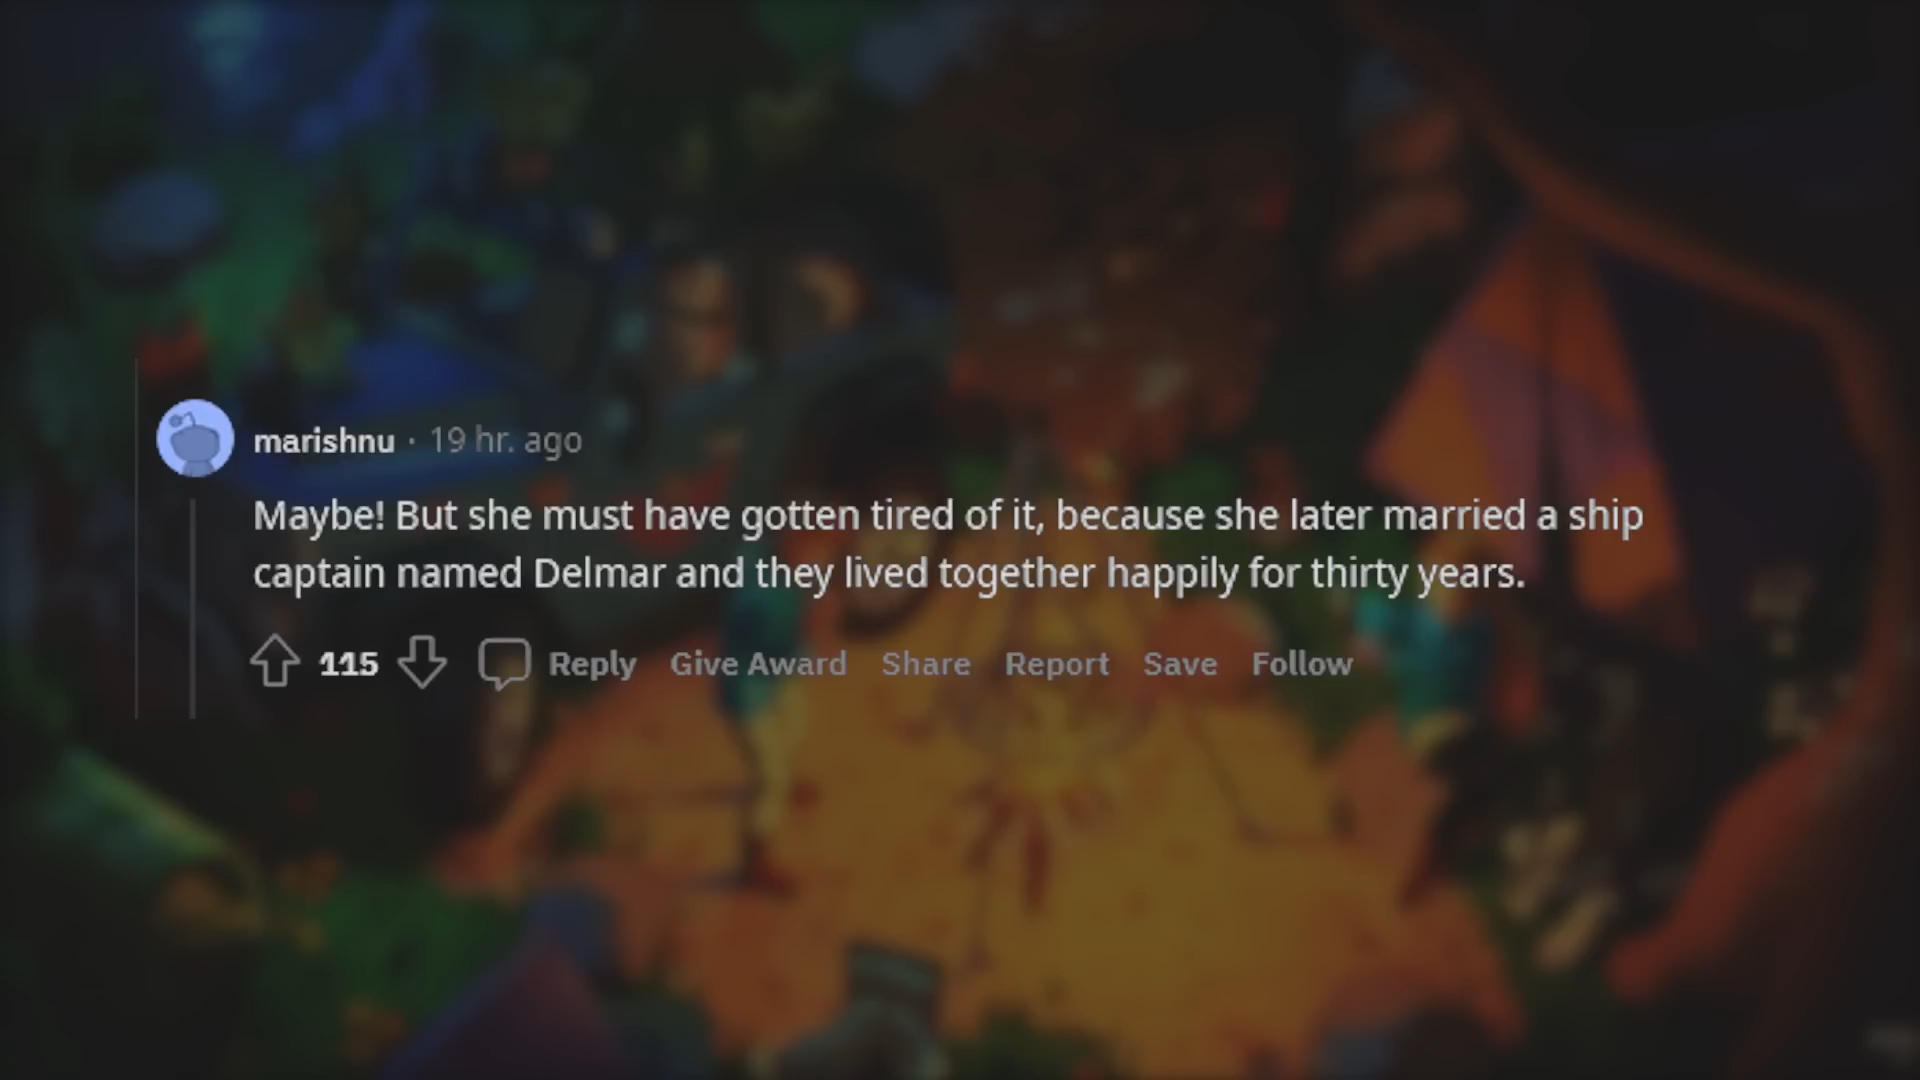 marishnu · 19 hr. ago
Maybe! But she must have gotten tired of it, because she later married a ship
captain named Delmar and they lived together happily for thirty years.
115 Reply Give Award Share Report Save Follow